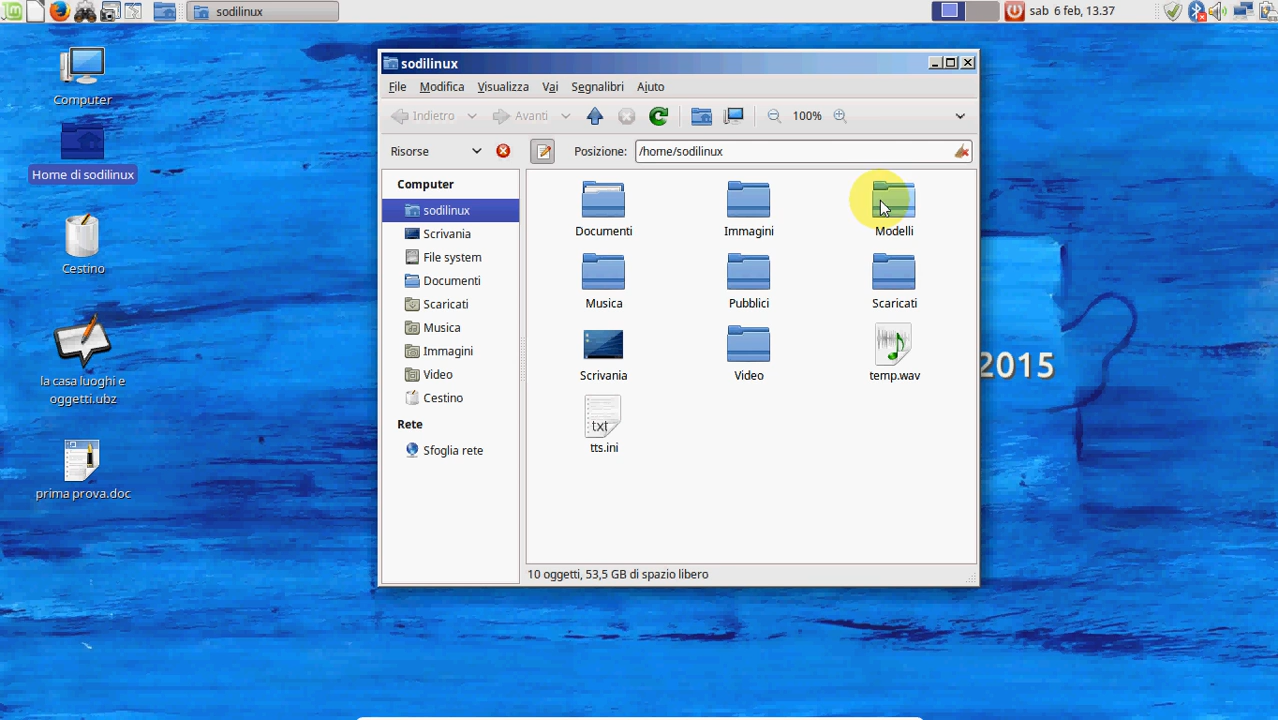 sodilinux
sab 6 feb, 13.37
Computer
Home di sodilinux
Cestino
la casa luoghi e
oggetti.ubz
prima prova.doc
2015
sodilinux
File Modifica Visualizza Vai Segnalibri Aiuto
Indietro Avanti 100%
Risorse Posizione: /home/sodilinux
Computer
sodilinux
Scrivania
File system
Documenti
Scaricati
Musica
Immagini
Video
Cestino
Rete
Sfoglia rete
Documenti Immagini Modelli
Musica Pubblici Scaricati
Scrivania Video temp.wav
txt
tts.ini
10 oggetti, 53,5 GB di spazio libero